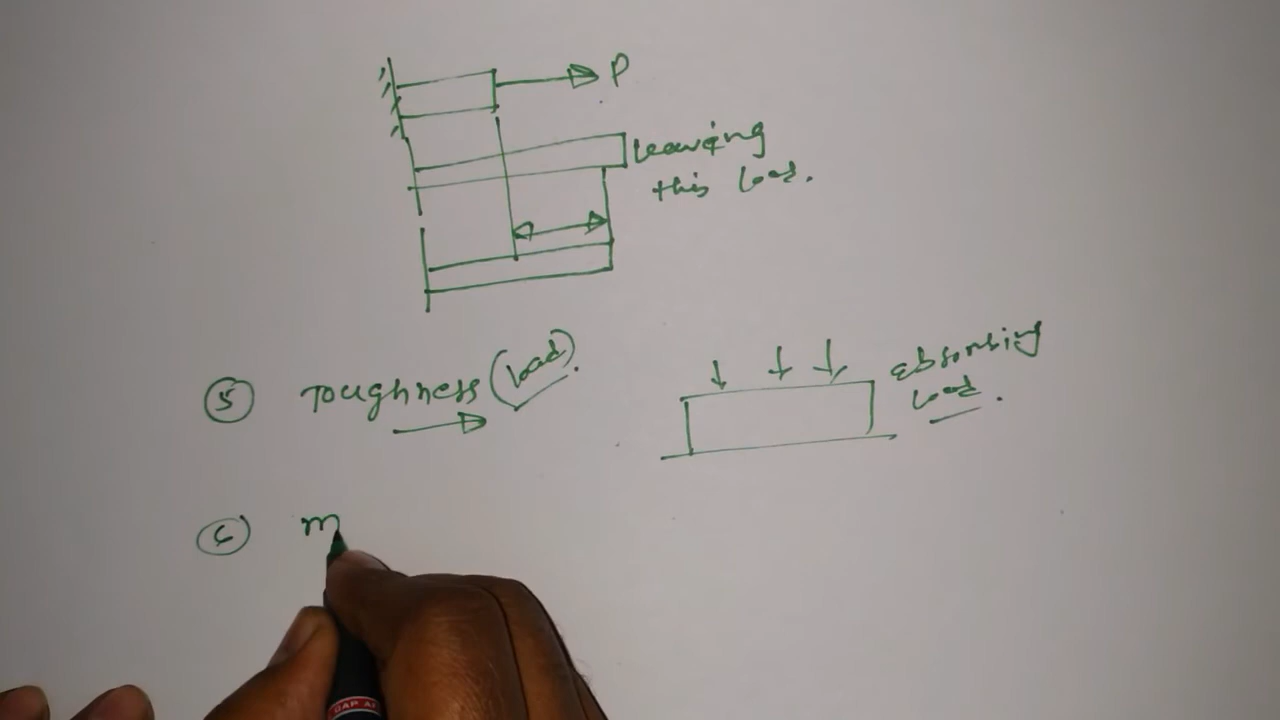 P
Leaving
this load.
5 Toughness (load).
absorbing
load.
6 m